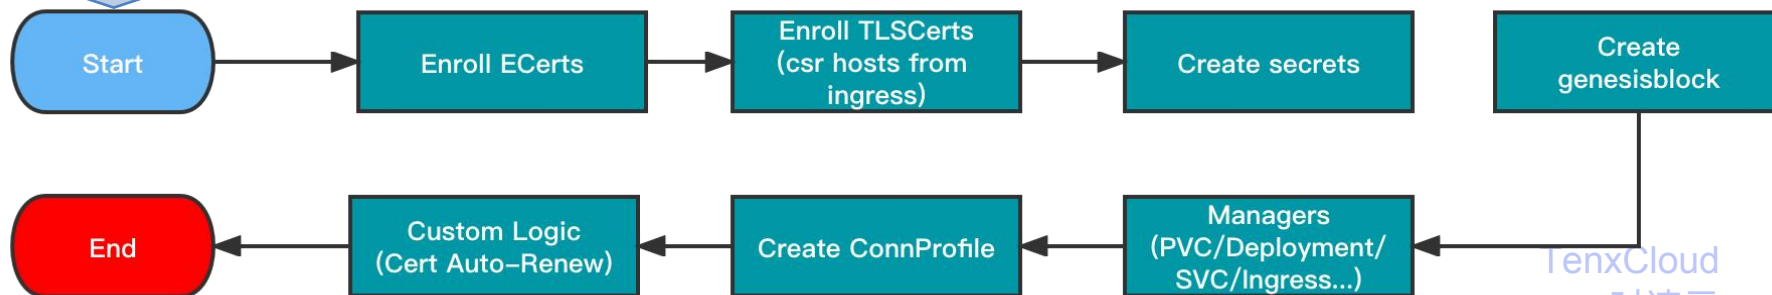 Start
Enroll ECerts
Enroll TLSCerts
(csr hosts from
ingress)
Create secrets
Create
genesisblock
End
Custom Logic
(Cert Auto-Renew)
Create ConnProfile
Managers
(PVC/Deployment/
SVC/Ingress...)
TenxCloud